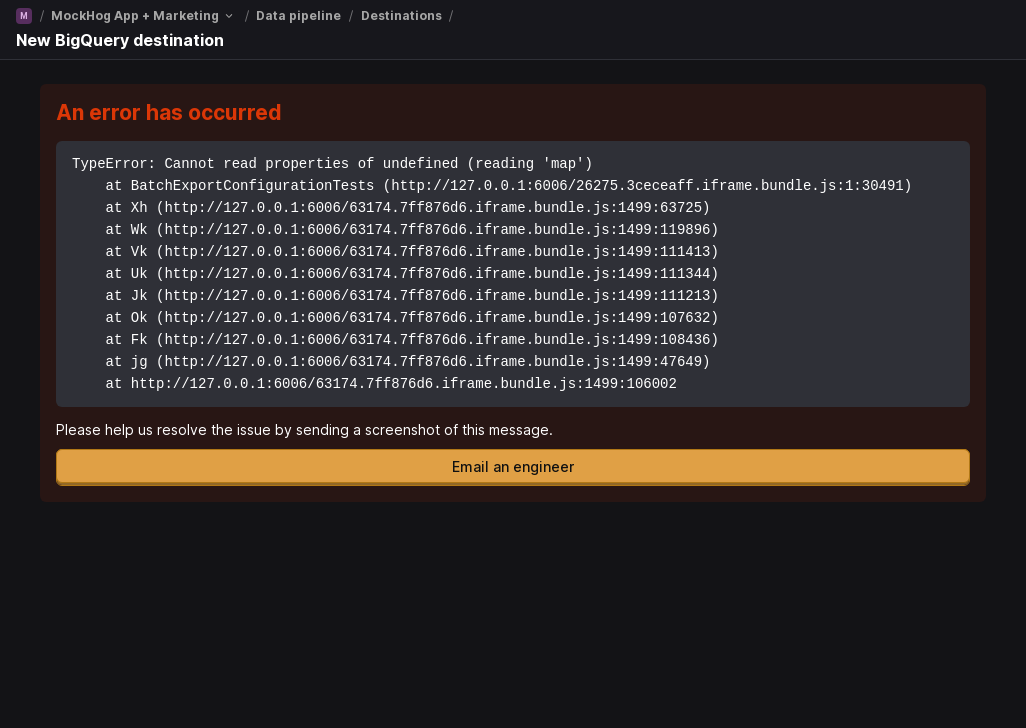 M / MockHog App + Marketing / Data pipeline / Destinations /
New BigQuery destination
An error has occurred
TypeError: Cannot read properties of undefined (reading 'map')
    at BatchExportConfigurationTests (http://127.0.0.1:6006/26275.3ceceaff.iframe.bundle.js:1:30491)
    at Xh (http://127.0.0.1:6006/63174.7ff876d6.iframe.bundle.js:1499:63725)
    at Wk (http://127.0.0.1:6006/63174.7ff876d6.iframe.bundle.js:1499:119896)
    at Vk (http://127.0.0.1:6006/63174.7ff876d6.iframe.bundle.js:1499:111413)
    at Uk (http://127.0.0.1:6006/63174.7ff876d6.iframe.bundle.js:1499:111344)
    at Jk (http://127.0.0.1:6006/63174.7ff876d6.iframe.bundle.js:1499:111213)
    at Ok (http://127.0.0.1:6006/63174.7ff876d6.iframe.bundle.js:1499:107632)
    at Fk (http://127.0.0.1:6006/63174.7ff876d6.iframe.bundle.js:1499:108436)
    at jg (http://127.0.0.1:6006/63174.7ff876d6.iframe.bundle.js:1499:47649)
    at http://127.0.0.1:6006/63174.7ff876d6.iframe.bundle.js:1499:106002
Please help us resolve the issue by sending a screenshot of this message.
Email an engineer